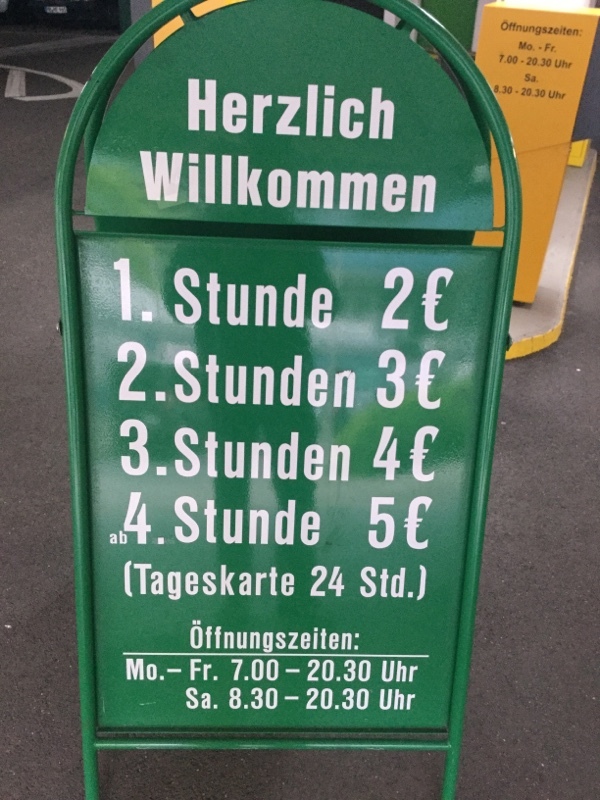 Herzlich
Willkommen
1. Stunde 2€
2. Stunden 3€
3. Stunden 4€
ab 4. Stunde 5€
(Tageskarte 24 Std.)
Öffnungszeiten:
Mo.– Fr. 7.00 – 20.30 Uhr
Sa. 8.30 – 20.30 Uhr
Öffnungszeiten:
Mo. - Fr.
7.00 - 20.30 Uhr
Sa.
8.30 - 20.30 Uhr